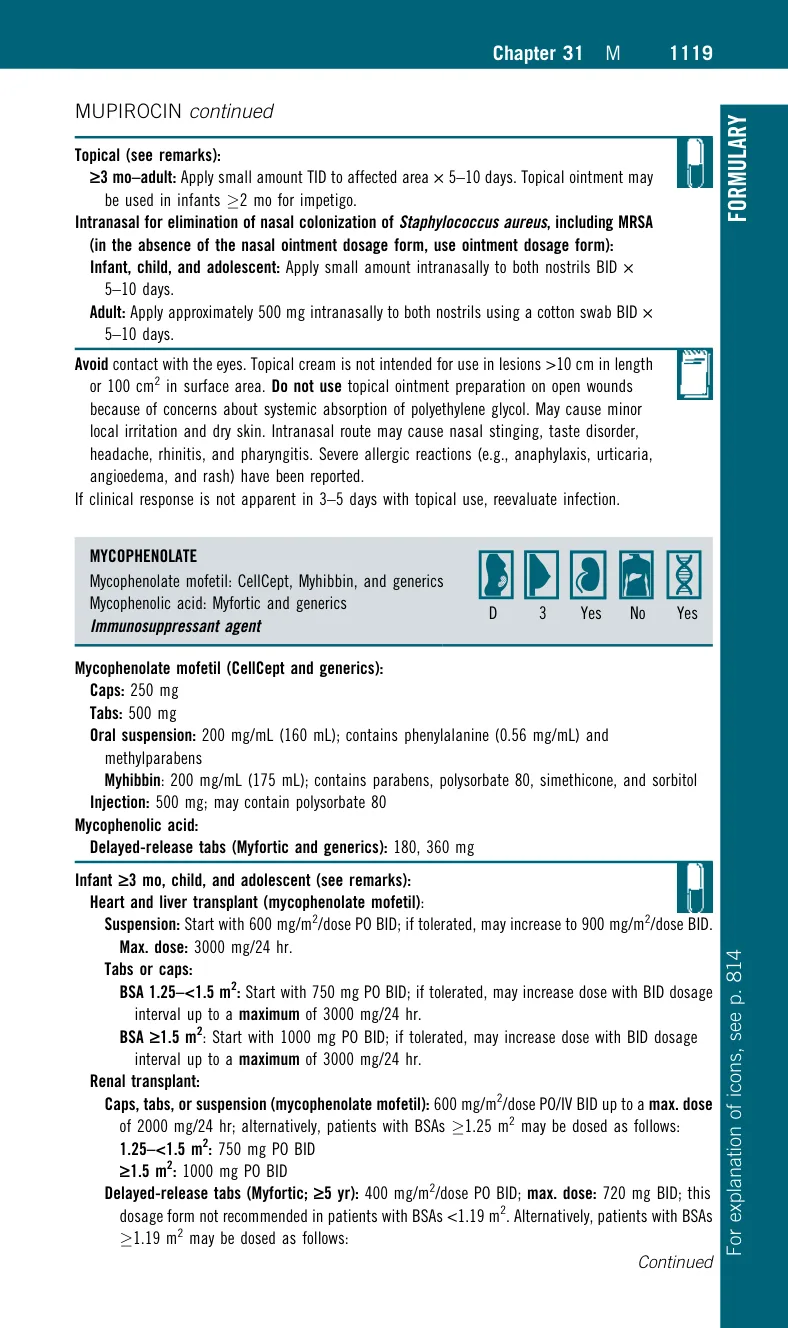 Chapter 31 M 1119
MUPIROCIN continued
Topical (see remarks):
≥3 mo–adult: Apply small amount TID to affected area × 5–10 days. Topical ointment may
be used in infants ≥2 mo for impetigo.
Intranasal for elimination of nasal colonization of Staphylococcus aureus, including MRSA
(in the absence of the nasal ointment dosage form, use ointment dosage form):
Infant, child, and adolescent: Apply small amount intranasally to both nostrils BID ×
5–10 days.
Adult: Apply approximately 500 mg intranasally to both nostrils using a cotton swab BID ×
5–10 days.
Avoid contact with the eyes. Topical cream is not intended for use in lesions >10 cm in length
or 100 cm² in surface area. Do not use topical ointment preparation on open wounds
because of concerns about systemic absorption of polyethylene glycol. May cause minor
local irritation and dry skin. Intranasal route may cause nasal stinging, taste disorder,
headache, rhinitis, and pharyngitis. Severe allergic reactions (e.g., anaphylaxis, urticaria,
angioedema, and rash) have been reported.
If clinical response is not apparent in 3–5 days with topical use, reevaluate infection.
MYCOPHENOLATE
Mycophenolate mofetil: CellCept, Myhibbin, and generics
Mycophenolic acid: Myfortic and generics
Immunosuppressant agent
D 3 Yes No Yes
Mycophenolate mofetil (CellCept and generics):
Caps: 250 mg
Tabs: 500 mg
Oral suspension: 200 mg/mL (160 mL); contains phenylalanine (0.56 mg/mL) and
methylparabens
Myhibbin: 200 mg/mL (175 mL); contains parabens, polysorbate 80, simethicone, and sorbitol
Injection: 500 mg; may contain polysorbate 80
Mycophenolic acid:
Delayed-release tabs (Myfortic and generics): 180, 360 mg
Infant ≥3 mo, child, and adolescent (see remarks):
Heart and liver transplant (mycophenolate mofetil):
Suspension: Start with 600 mg/m²/dose PO BID; if tolerated, may increase to 900 mg/m²/dose BID.
Max. dose: 3000 mg/24 hr.
Tabs or caps:
BSA 1.25–<1.5 m²: Start with 750 mg PO BID; if tolerated, may increase dose with BID dosage
interval up to a maximum of 3000 mg/24 hr.
BSA ≥1.5 m²: Start with 1000 mg PO BID; if tolerated, may increase dose with BID dosage
interval up to a maximum of 3000 mg/24 hr.
Renal transplant:
Caps, tabs, or suspension (mycophenolate mofetil): 600 mg/m²/dose PO/IV BID up to a max. dose
of 2000 mg/24 hr; alternatively, patients with BSAs ≥1.25 m² may be dosed as follows:
1.25–<1.5 m²: 750 mg PO BID
≥1.5 m²: 1000 mg PO BID
Delayed-release tabs (Myfortic; ≥5 yr): 400 mg/m²/dose PO BID; max. dose: 720 mg BID; this
dosage form not recommended in patients with BSAs <1.19 m². Alternatively, patients with BSAs
≥1.19 m² may be dosed as follows:
Continued
FORMULARY
For explanation of icons, see p. 814